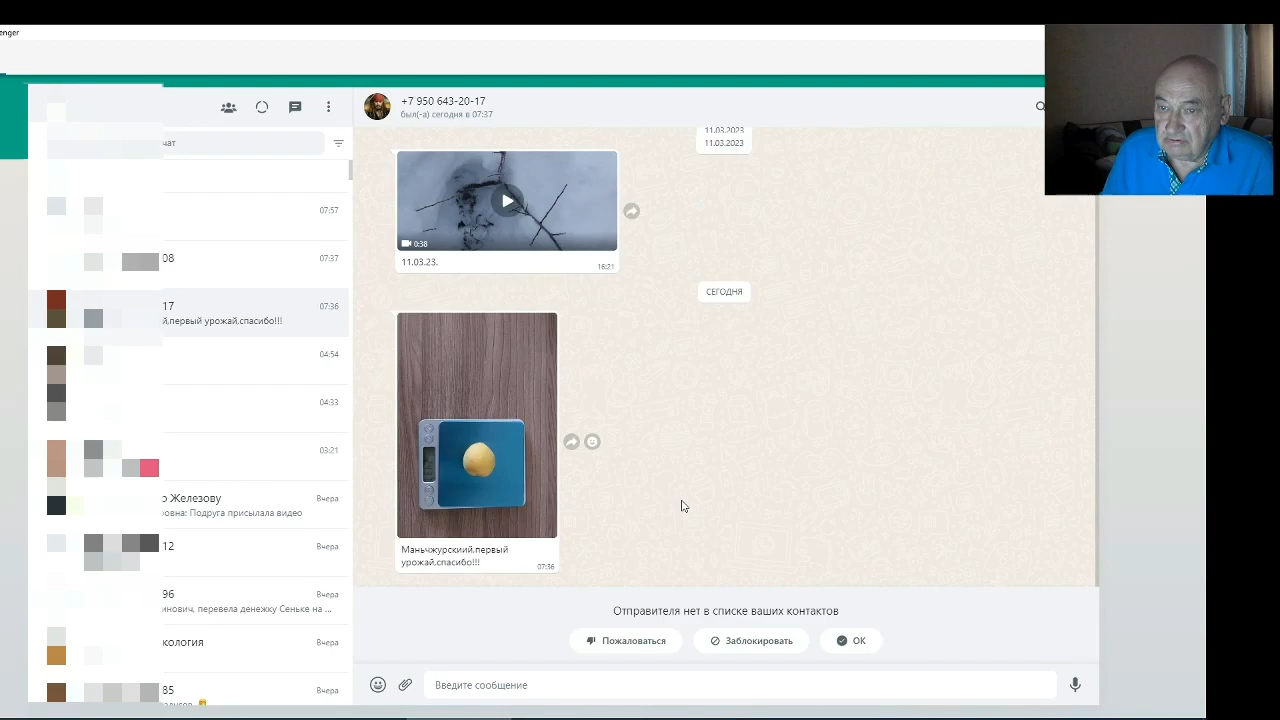 enger
чат
07:57
08
07:37
17
07:36
й,первый урожай,спасибо!!!
04:54
04:33
03:21
о Железову
Вчера
ровна: Подруга присылала видео
12
Вчера
96
Вчера
инович, перевела денежку Сеньке на ...
кология
Вчера
85
Вчера
+7 950 643-20-17
был(-а) сегодня в 07:37
11.03.2023
11.03.2023
0:38
11.03.23.
16:21
СЕГОДНЯ
Маньчжурскиий,первый
урожай,спасибо!!!
07:36
Отправителя нет в списке ваших контактов
Пожаловаться
Заблокировать
ОК
Введите сообщение